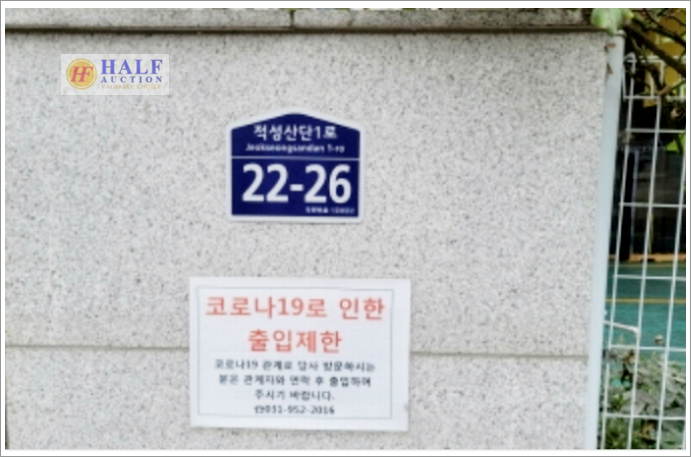 HALF
AUCTION
적성산단1로
Jeokseongsandan 1-ro
22-26
코로나19로 인한
출입제한
코로나19 관계로 당사 방문하시는
분은 관계자와 연락 후 출입하여
주시기 바랍니다.
☎031-952-2016